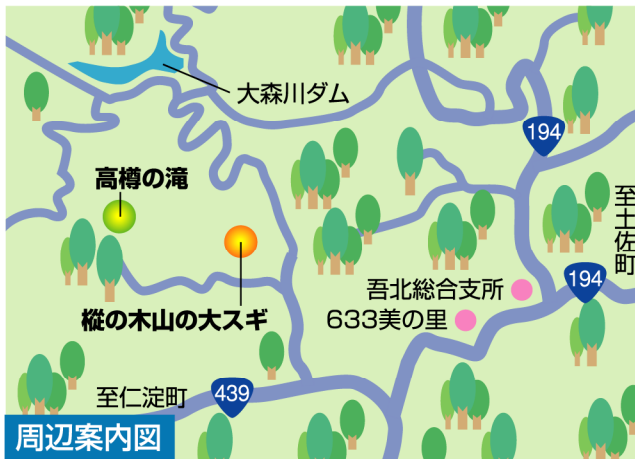 大森川ダム
194
高樽の滝
至土佐町
吾北総合支所
194
633美の里
樅の木山の大スギ
至仁淀町
439
周辺案内図